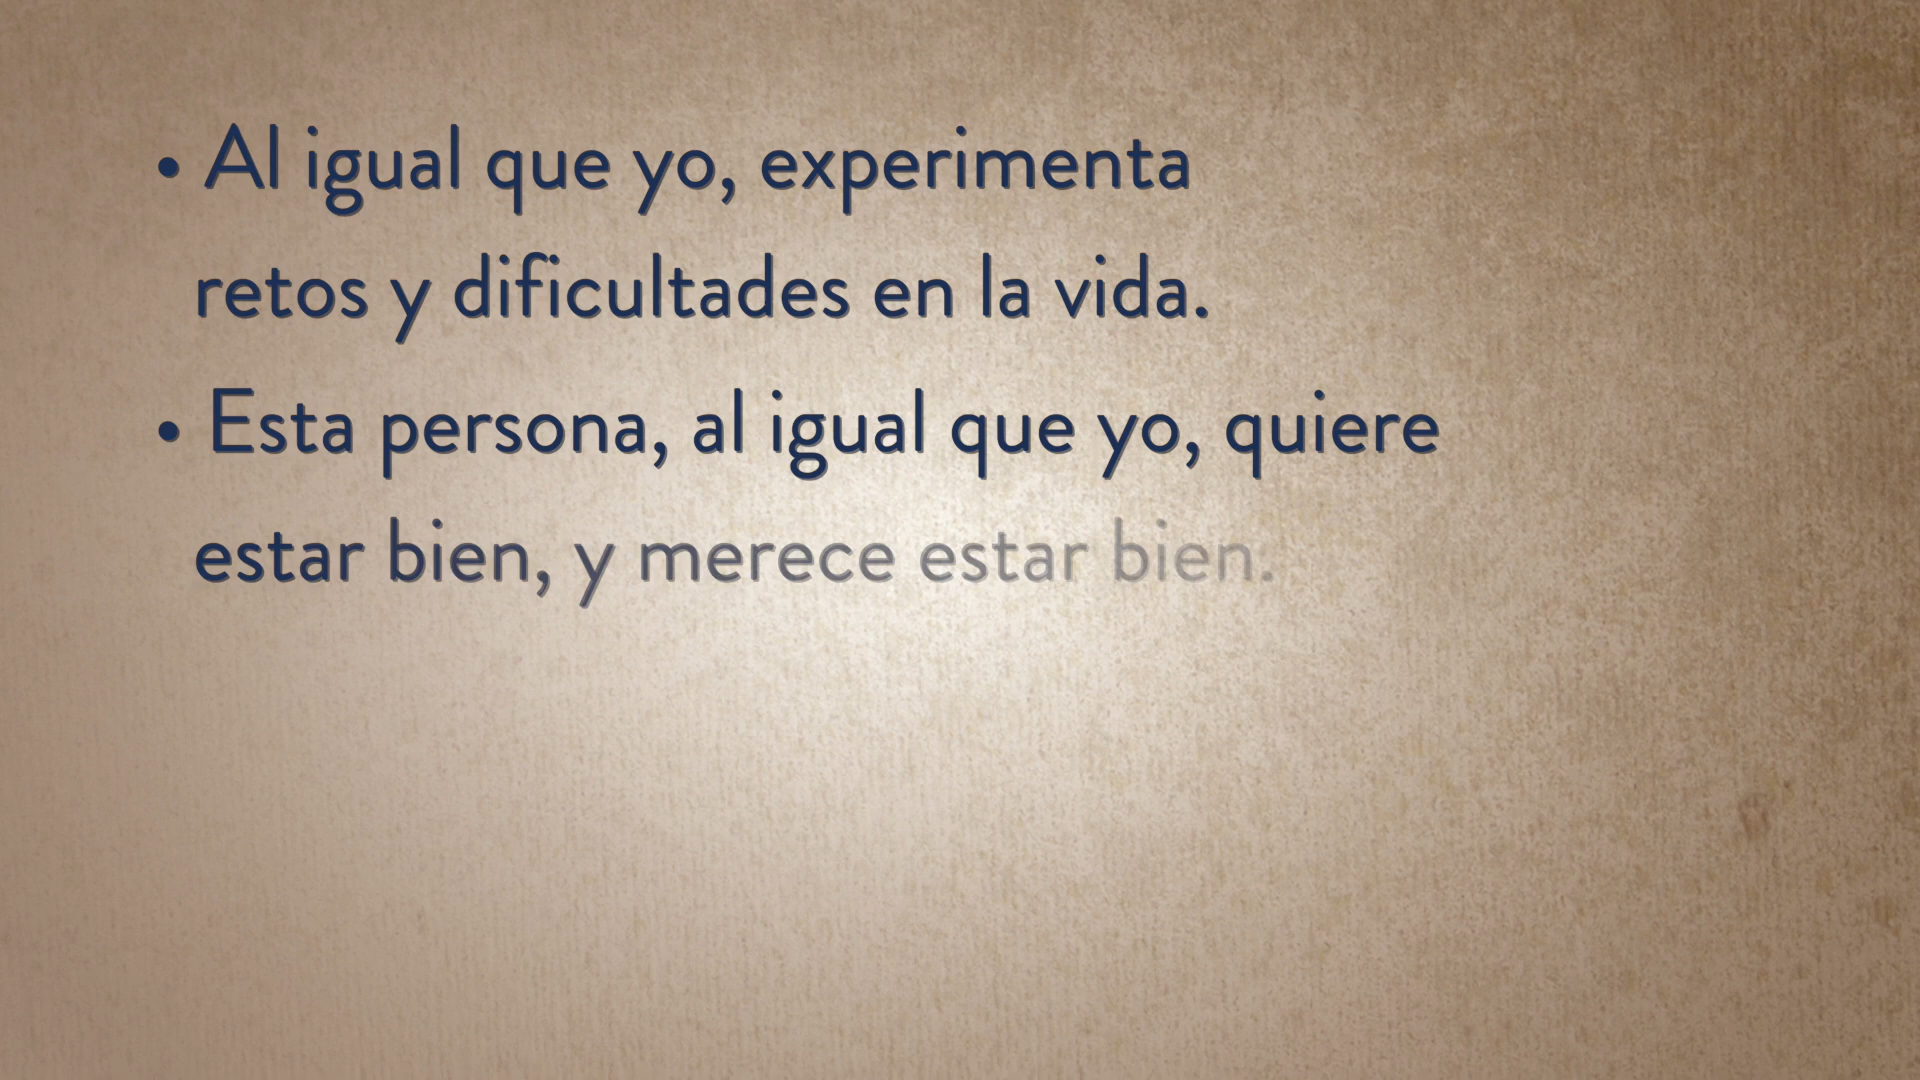 • Al igual que yo, experimenta
retos y dificultades en la vida.
• Esta persona, al igual que yo, quiere
estar bien, y merece estar bien.